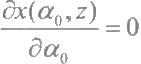 ∂x(α₀, z)/∂α₀ = 0